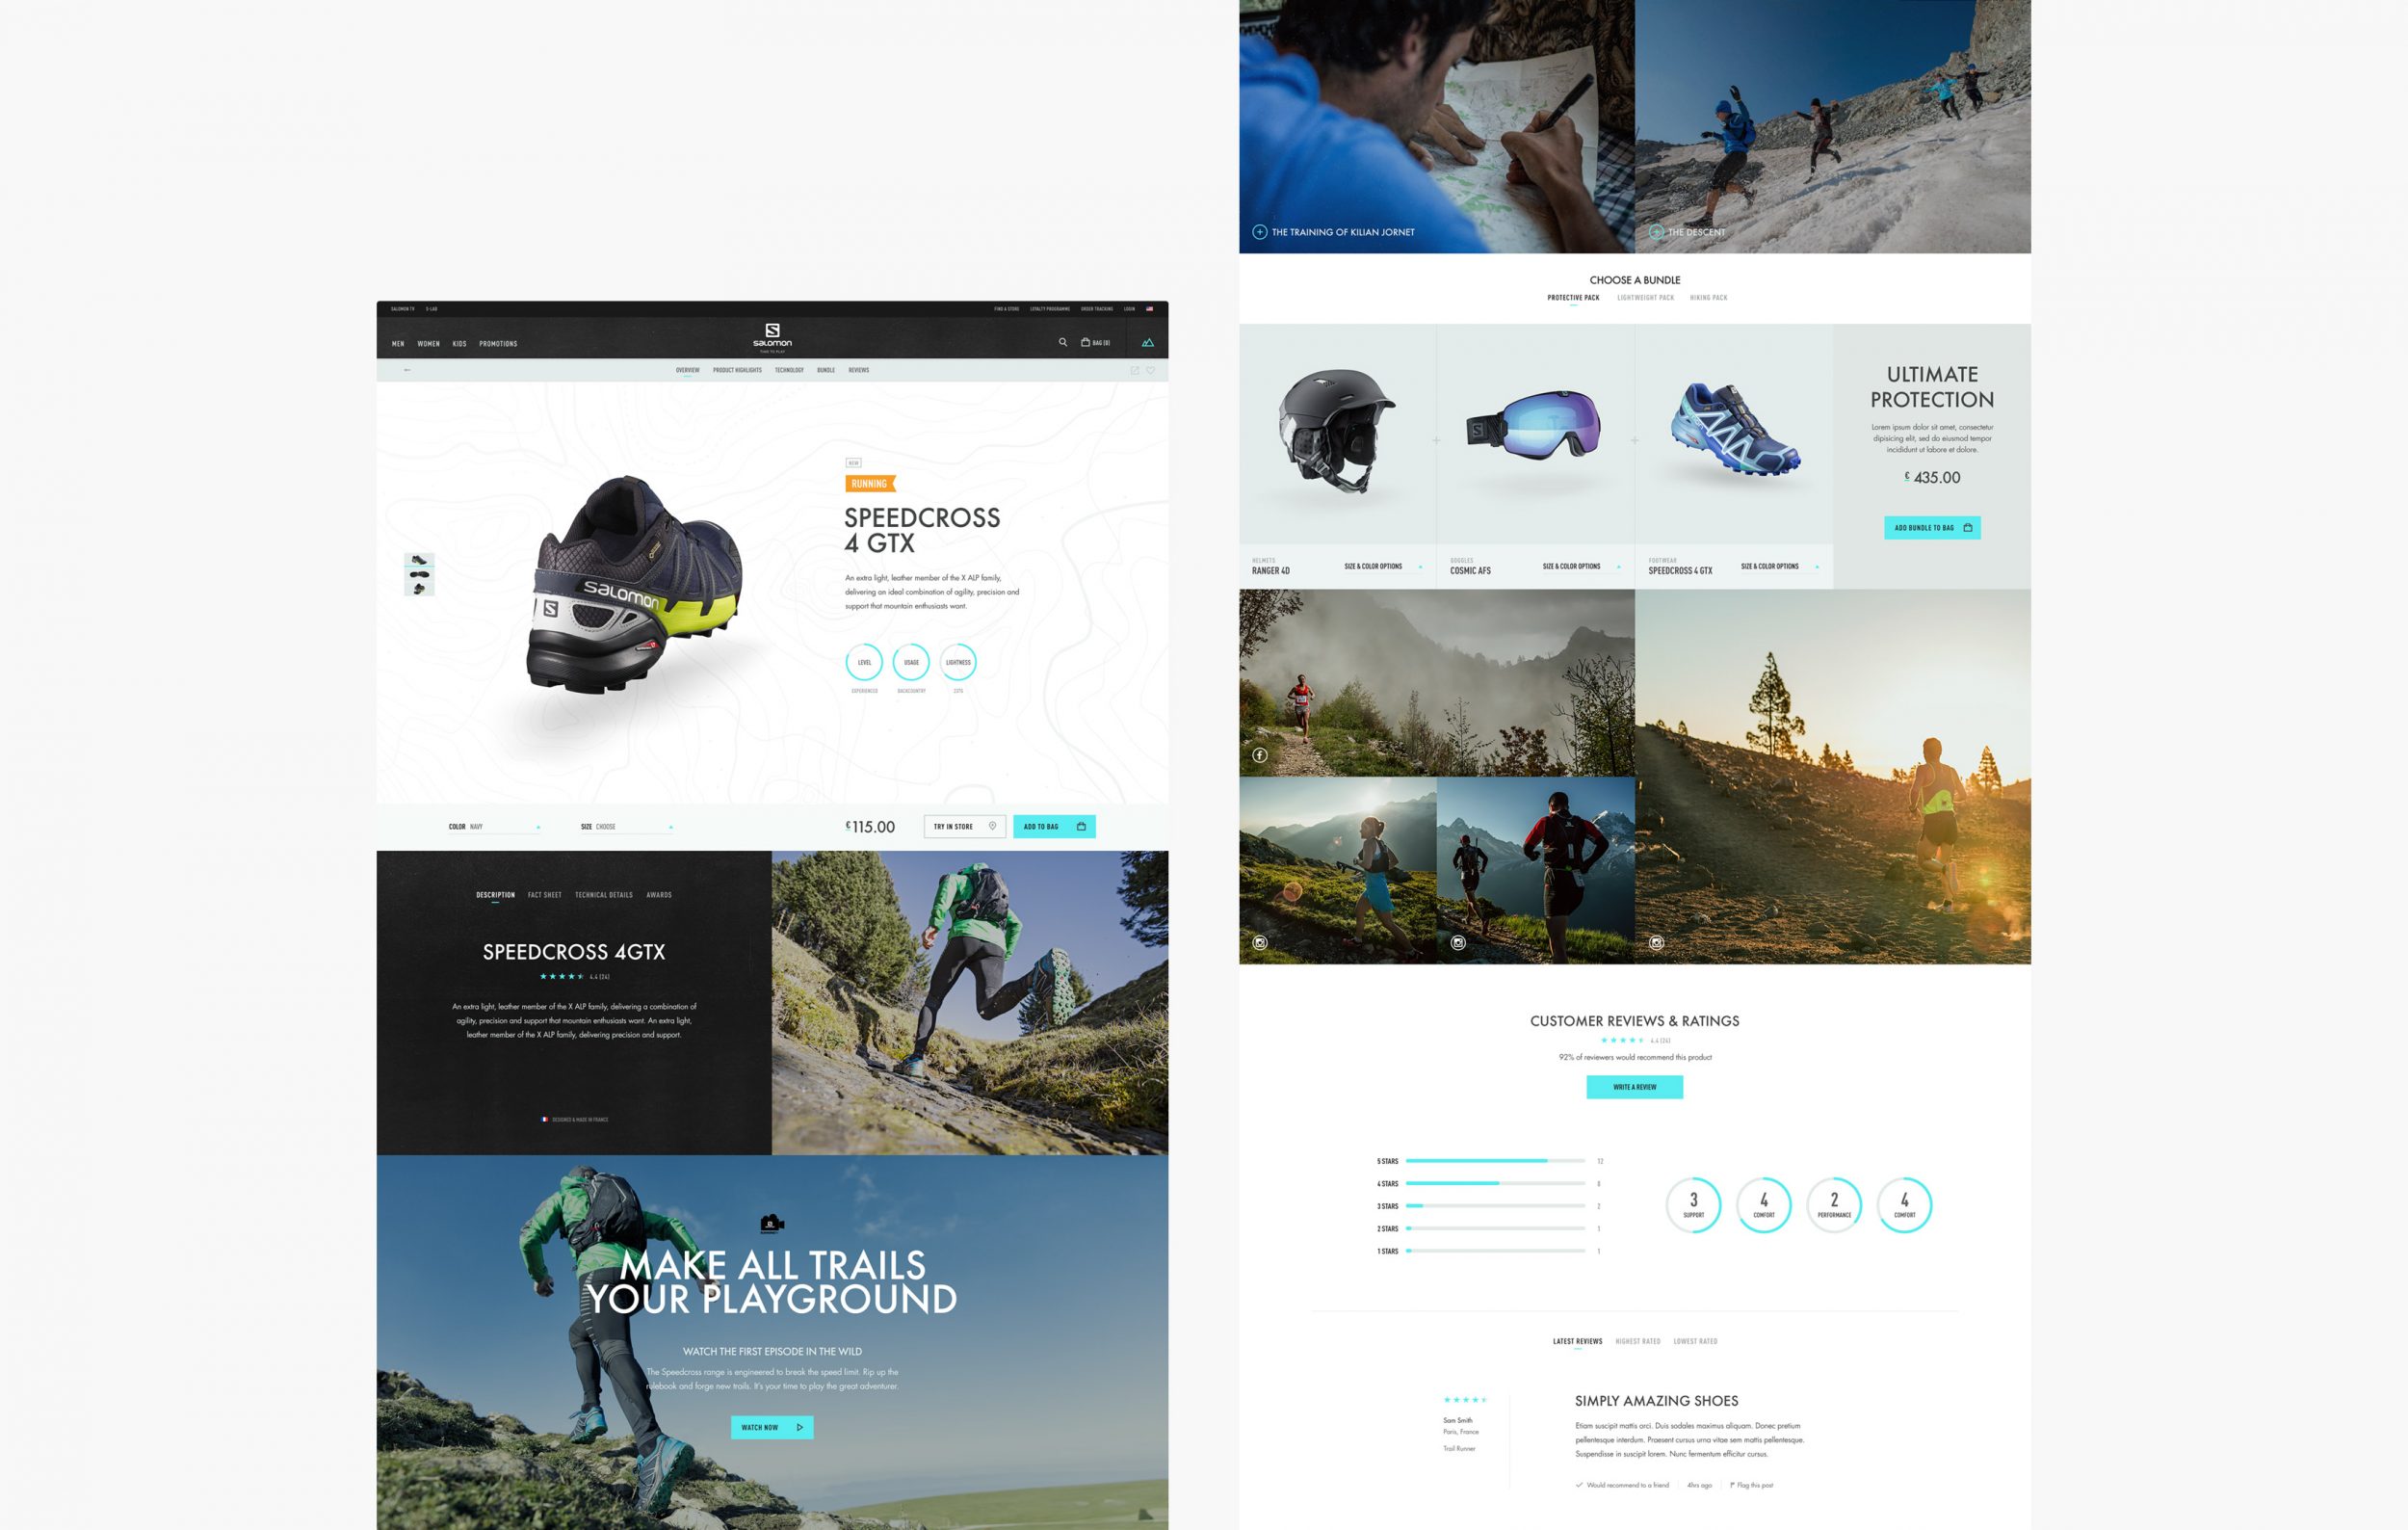 SALOMON TV
S-LAB
FIND A STORE
LOYALTY PROGRAMME
ORDER TRACKING
LOGIN
MEN
WOMEN
KIDS
PROMOTIONS
S
SALOMON
TIME TO PLAY
BAG (0)
OVERVIEW
PRODUCT HIGHLIGHTS
TECHNOLOGY
BUNDLE
REVIEWS
NEW
RUNNING
SPEEDCROSS
4 GTX
An extra light, leather member of the X ALP family,
delivering an ideal combination of agility, precision and
support that mountain enthusiasts want.
SALOMON
S
LEVEL
USAGE
LIGHTNESS
EXPERIENCED
BACKCOUNTRY
COLOR NAVY
SIZE CHOOSE
€115.00
TRY IN STORE
ADD TO BAG
DESCRIPTION
FACT SHEET
TECHNICAL DETAILS
AWARDS
SPEEDCROSS 4GTX
4.4 (24)
An extra light, leather member of the X ALP family, delivering a combination of
agility, precision and support that mountain enthusiasts want. An extra light,
leather member of the X ALP family, delivering precision and support.
DESIGNED & MADE IN FRANCE
MAKE ALL TRAILS
YOUR PLAYGROUND
WATCH THE FIRST EPISODE IN THE WILD
The Speedcross range is engineered to break the speed limit. Rip up the
rulebook and forge new trails. It's your time to play the great adventurer.
WATCH NOW
THE TRAINING OF KILIAN JORNET
THE DESCENT
CHOOSE A BUNDLE
PROTECTIVE PACK
LIGHTWEIGHT PACK
HIKING PACK
ULTIMATE
PROTECTION
Lorem ipsum dolor sit amet, consectetur
dipisicing elit, sed do eiusmod tempor
incididunt ut labore et dolore.
€ 435.00
ADD BUNDLE TO BAG
HELMETS
RANGER 4D
SIZE & COLOR OPTIONS
GOGGLES
COSMIC AFS
SIZE & COLOR OPTIONS
FOOTWEAR
SPEEDCROSS 4 GTX
SIZE & COLOR OPTIONS
CUSTOMER REVIEWS & RATINGS
4.4 (24)
92% of reviewers would recommend this product
WRITE A REVIEW
5 STARS 12
4 STARS 8
3 STARS 2
2 STARS 1
1 STARS 1
3
SUPPORT
4
COMFORT
2
PERFORMANCE
4
COMFORT
LATEST REVIEWS
HIGHEST RATED
LOWEST RATED
Sam Smith
Paris, France
Trail Runner
SIMPLY AMAZING SHOES
Etiam suscipit mattis orci. Duis sodales maximus aliquam. Donec pretium
pellentesque interdum. Praesent cursus urna vitae sem mattis pellentesque.
Suspendisse in suscipit lorem. Nunc fermentum efficitur cursus.
Would recommend to a friend
4hrs ago
Flag this post